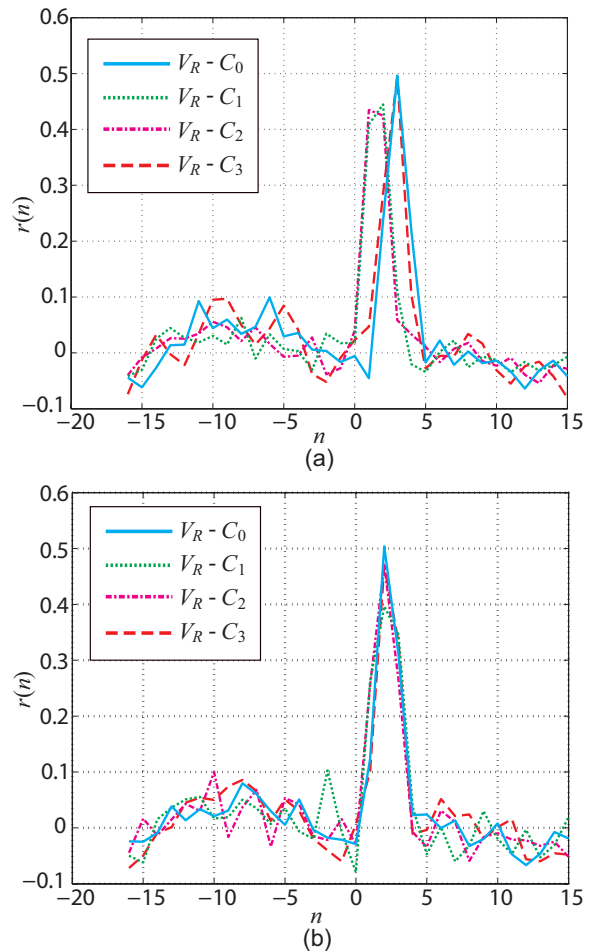 0.6
0.5
0.4
0.3
0.2
0.1
0
−0.1
r(n)
V_R - C_0
V_R - C_1
V_R - C_2
V_R - C_3
−20 −15 −10 −5 0 5 10 15
n
(a)
0.6
0.5
0.4
0.3
0.2
0.1
0
−0.1
r(n)
V_R - C_0
V_R - C_1
V_R - C_2
V_R - C_3
−20 −15 −10 −5 0 5 10 15
n
(b)